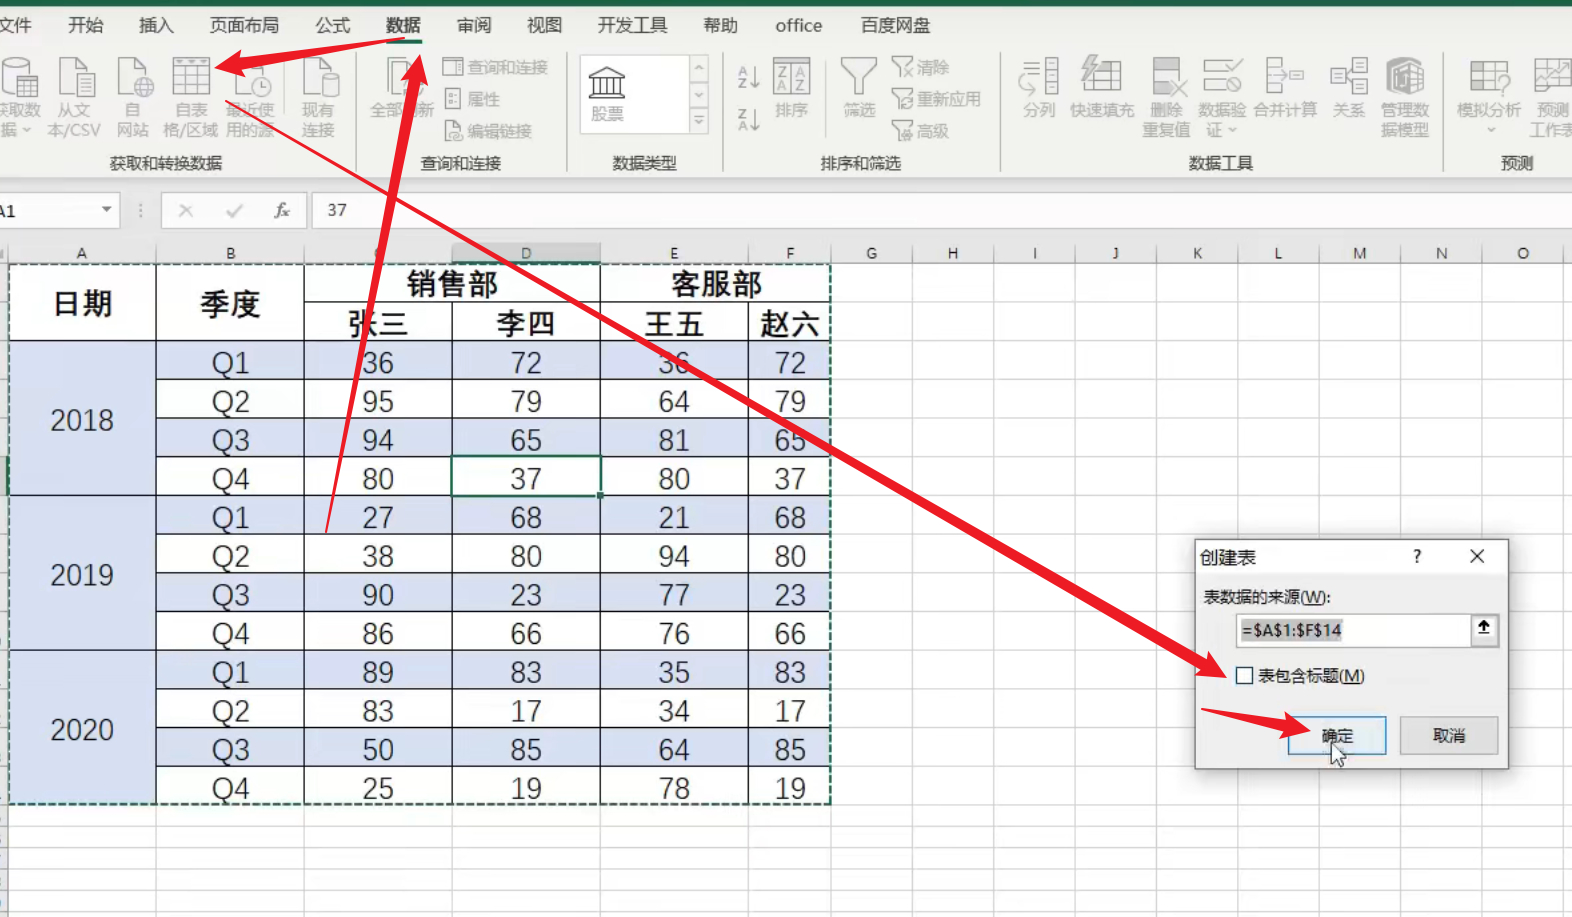 文件 开始 插入 页面布局 公式 数据 审阅 视图 开发工具 帮助 office 百度网盘
获取数据 从文本/CSV 自网站 自表格/区域 最近使用的源 现有连接
获取和转换数据
全部刷新 查询和连接 属性 编辑链接
查询和连接
股票
数据类型
排序 筛选 清除 重新应用 高级
排序和筛选
分列 快速填充 删除重复值 数据验证 合并计算 关系 管理数据模型
数据工具
模拟分析 预测工作表
预测
A1 fx 37
A B C D E F G H I J K L M N O
日期 季度 销售部 客服部
张三 李四 王五 赵六
2018 Q1 36 72 36 72
Q2 95 79 64 79
Q3 94 65 81 65
Q4 80 37 80 37
2019 Q1 27 68 21 68
Q2 38 80 94 80
Q3 90 23 77 23
Q4 86 66 76 66
2020 Q1 89 83 35 83
Q2 83 17 34 17
Q3 50 85 64 85
Q4 25 19 78 19
创建表 ?
表数据的来源(W):
=$A$1:$F$14
表包含标题(M)
确定 取消